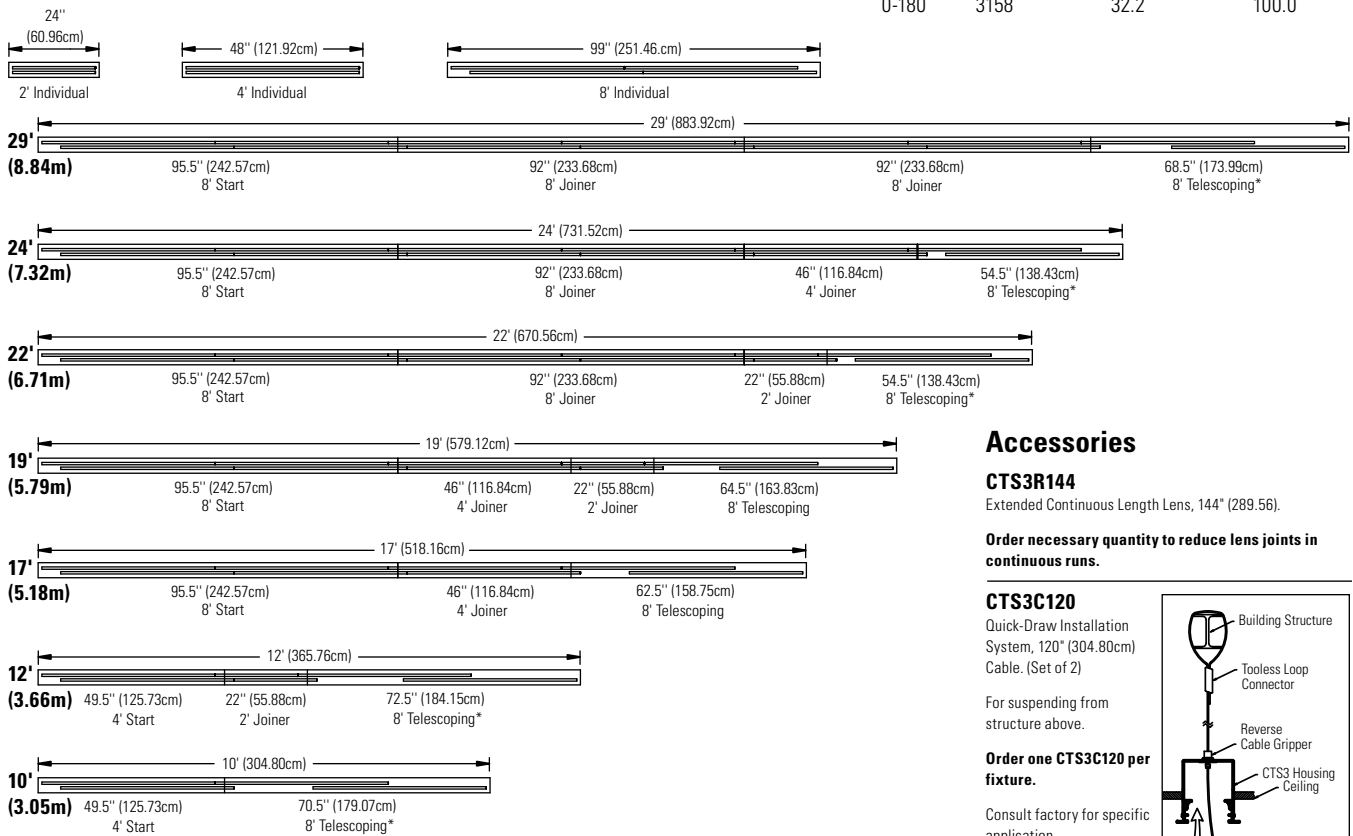 0-180 3158 32.2 100.0
24''
(60.96cm)
48'' (121.92cm)
99'' (251.46.cm)
2' Individual
4' Individual
8' Individual
29' (883.92cm)
29'
(8.84m)
95.5'' (242.57cm)
8' Start
92'' (233.68cm)
8' Joiner
92'' (233.68cm)
8' Joiner
68.5'' (173.99cm)
8' Telescoping*
24' (731.52cm)
24'
(7.32m)
95.5'' (242.57cm)
8' Start
92'' (233.68cm)
8' Joiner
46'' (116.84cm)
4' Joiner
54.5'' (138.43cm)
8' Telescoping*
22' (670.56cm)
22'
(6.71m)
95.5'' (242.57cm)
8' Start
92'' (233.68cm)
8' Joiner
22'' (55.88cm)
2' Joiner
54.5'' (138.43cm)
8' Telescoping*
19' (579.12cm)
19'
(5.79m)
95.5'' (242.57cm)
8' Start
46'' (116.84cm)
4' Joiner
22'' (55.88cm)
2' Joiner
64.5'' (163.83cm)
8' Telescoping
17' (518.16cm)
17'
(5.18m)
95.5'' (242.57cm)
8' Start
46'' (116.84cm)
4' Joiner
62.5'' (158.75cm)
8' Telescoping
12' (365.76cm)
12'
(3.66m)
49.5'' (125.73cm)
4' Start
22'' (55.88cm)
2' Joiner
72.5'' (184.15cm)
8' Telescoping*
10' (304.80cm)
10'
(3.05m)
49.5'' (125.73cm)
4' Start
70.5'' (179.07cm)
8' Telescoping*
Accessories
CTS3R144
Extended Continuous Length Lens, 144" (289.56).
Order necessary quantity to reduce lens joints in
continuous runs.
CTS3C120
Quick-Draw Installation
System, 120" (304.80cm)
Cable. (Set of 2)
For suspending from
structure above.
Order one CTS3C120 per
fixture.
Consult factory for specific
application.
Building Structure
Tooless Loop
Connector
Reverse
Cable Gripper
CTS3 Housing
Ceiling